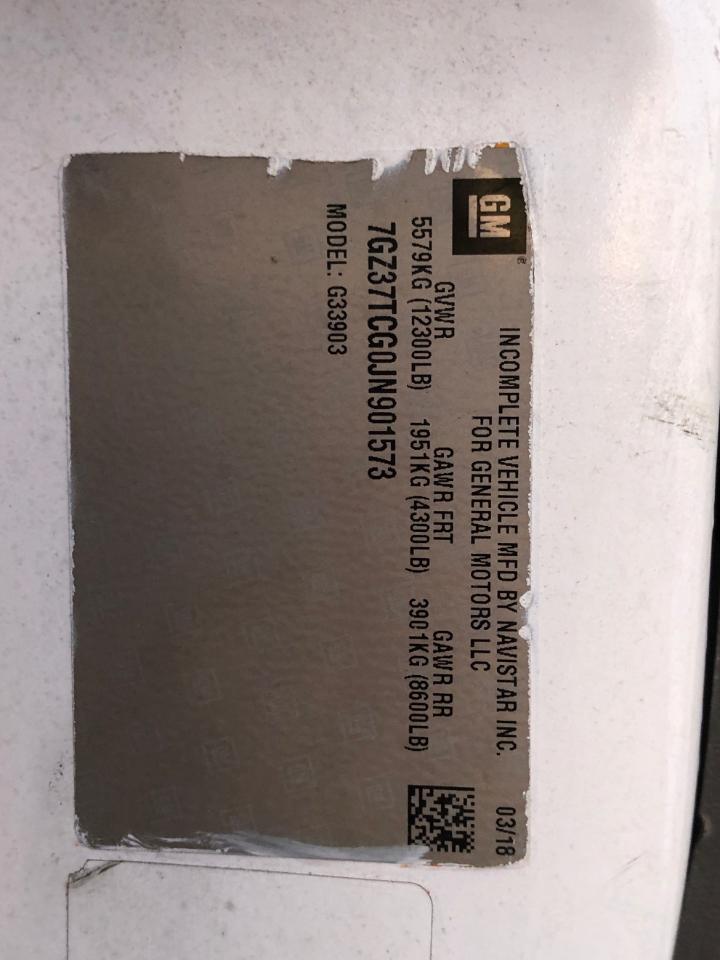 GM®
INCOMPLETE VEHICLE MFD BY NAVISTAR INC. 03/18
FOR GENERAL MOTORS LLC
GVWR GAWR FRT GAWR RR
5579KG (12300LB) 1951KG (4300LB) 3901KG (8600LB)
7GZ37TCG0JN901573
MODEL: G33903